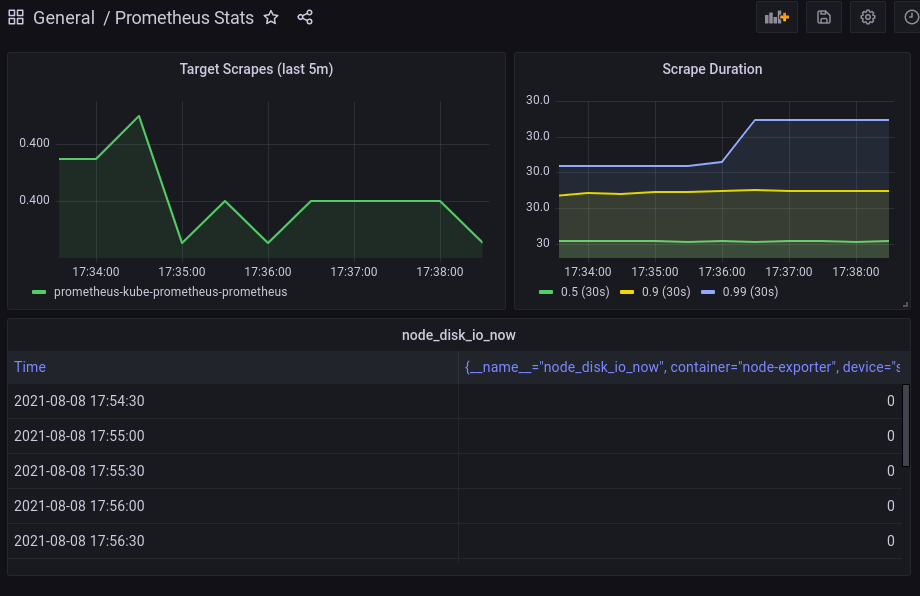 General / Prometheus Stats
Target Scrapes (last 5m)
0.400
0.400
17:34:00 17:35:00 17:36:00 17:37:00 17:38:00
prometheus-kube-prometheus-prometheus
Scrape Duration
30.0
30.0
30.0
30.0
30
17:34:00 17:35:00 17:36:00 17:37:00 17:38:00
0.5 (30s) 0.9 (30s) 0.99 (30s)
node_disk_io_now
Time {__name__="node_disk_io_now", container="node-exporter", device="s
2021-08-08 17:54:30 0
2021-08-08 17:55:00 0
2021-08-08 17:55:30 0
2021-08-08 17:56:00 0
2021-08-08 17:56:30 0